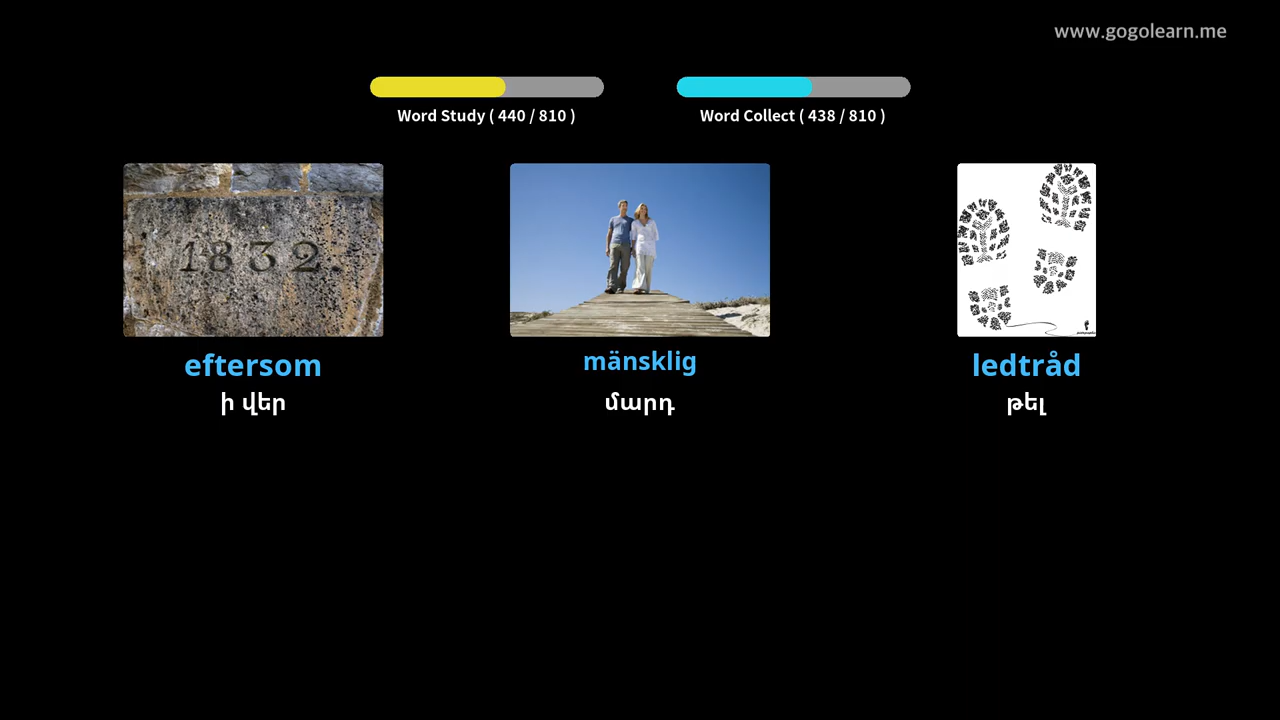 www.gogolearn.me
Word Study ( 440 / 810 )
Word Collect ( 438 / 810 )
1832
eftersom
mänsklig
ledtråd
ի վեր
մարդ
թել